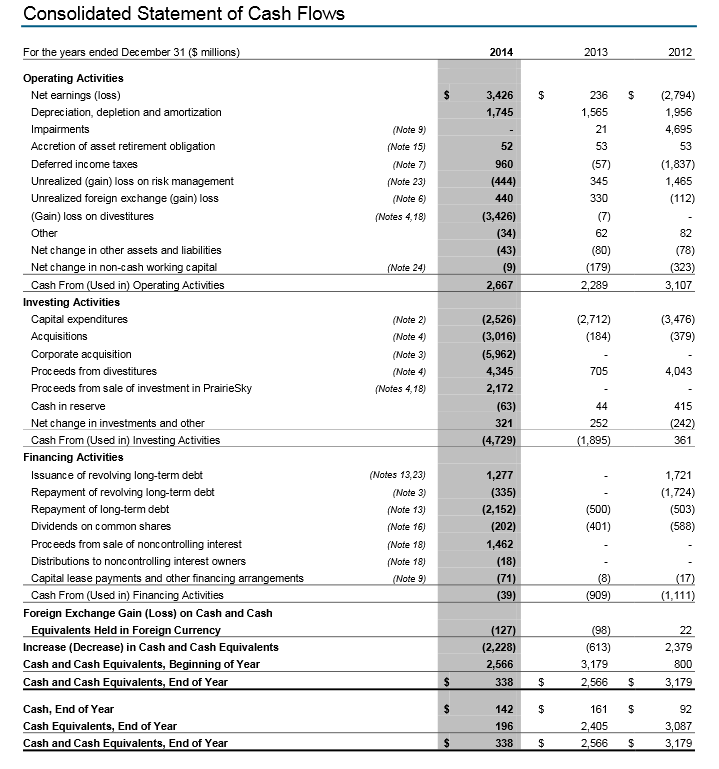 Consolidated Statement of Cash Flows
For the years ended December 31 ($ millions) 2014 2013 2012
Operating Activities
Net earnings (loss) $ 3,426 $ 236 $ (2,794)
Depreciation, depletion and amortization 1,745 1,565 1,956
Impairments (Note 9) - 21 4,695
Accretion of asset retirement obligation (Note 15) 52 53 53
Deferred income taxes (Note 7) 960 (57) (1,837)
Unrealized (gain) loss on risk management (Note 23) (444) 345 1,465
Unrealized foreign exchange (gain) loss (Note 6) 440 330 (112)
(Gain) loss on divestitures (Notes 4,18) (3,426) (7) -
Other (34) 62 82
Net change in other assets and liabilities (43) (80) (78)
Net change in non-cash working capital (Note 24) (9) (179) (323)
Cash From (Used in) Operating Activities 2,667 2,289 3,107
Investing Activities
Capital expenditures (Note 2) (2,526) (2,712) (3,476)
Acquisitions (Note 4) (3,016) (184) (379)
Corporate acquisition (Note 3) (5,962) - -
Proceeds from divestitures (Note 4) 4,345 705 4,043
Proceeds from sale of investment in PrairieSky (Notes 4,18) 2,172 - -
Cash in reserve (63) 44 415
Net change in investments and other 321 252 (242)
Cash From (Used in) Investing Activities (4,729) (1,895) 361
Financing Activities
Issuance of revolving long-term debt (Notes 13,23) 1,277 - 1,721
Repayment of revolving long-term debt (Note 3) (335) - (1,724)
Repayment of long-term debt (Note 13) (2,152) (500) (503)
Dividends on common shares (Note 16) (202) (401) (588)
Proceeds from sale of noncontrolling interest (Note 18) 1,462 - -
Distributions to noncontrolling interest owners (Note 18) (18) - -
Capital lease payments and other financing arrangements (Note 9) (71) (8) (17)
Cash From (Used in) Financing Activities (39) (909) (1,111)
Foreign Exchange Gain (Loss) on Cash and Cash
Equivalents Held in Foreign Currency (127) (98) 22
Increase (Decrease) in Cash and Cash Equivalents (2,228) (613) 2,379
Cash and Cash Equivalents, Beginning of Year 2,566 3,179 800
Cash and Cash Equivalents, End of Year $ 338 $ 2,566 $ 3,179
Cash, End of Year $ 142 $ 161 $ 92
Cash Equivalents, End of Year 196 2,405 3,087
Cash and Cash Equivalents, End of Year $ 338 $ 2,566 $ 3,179